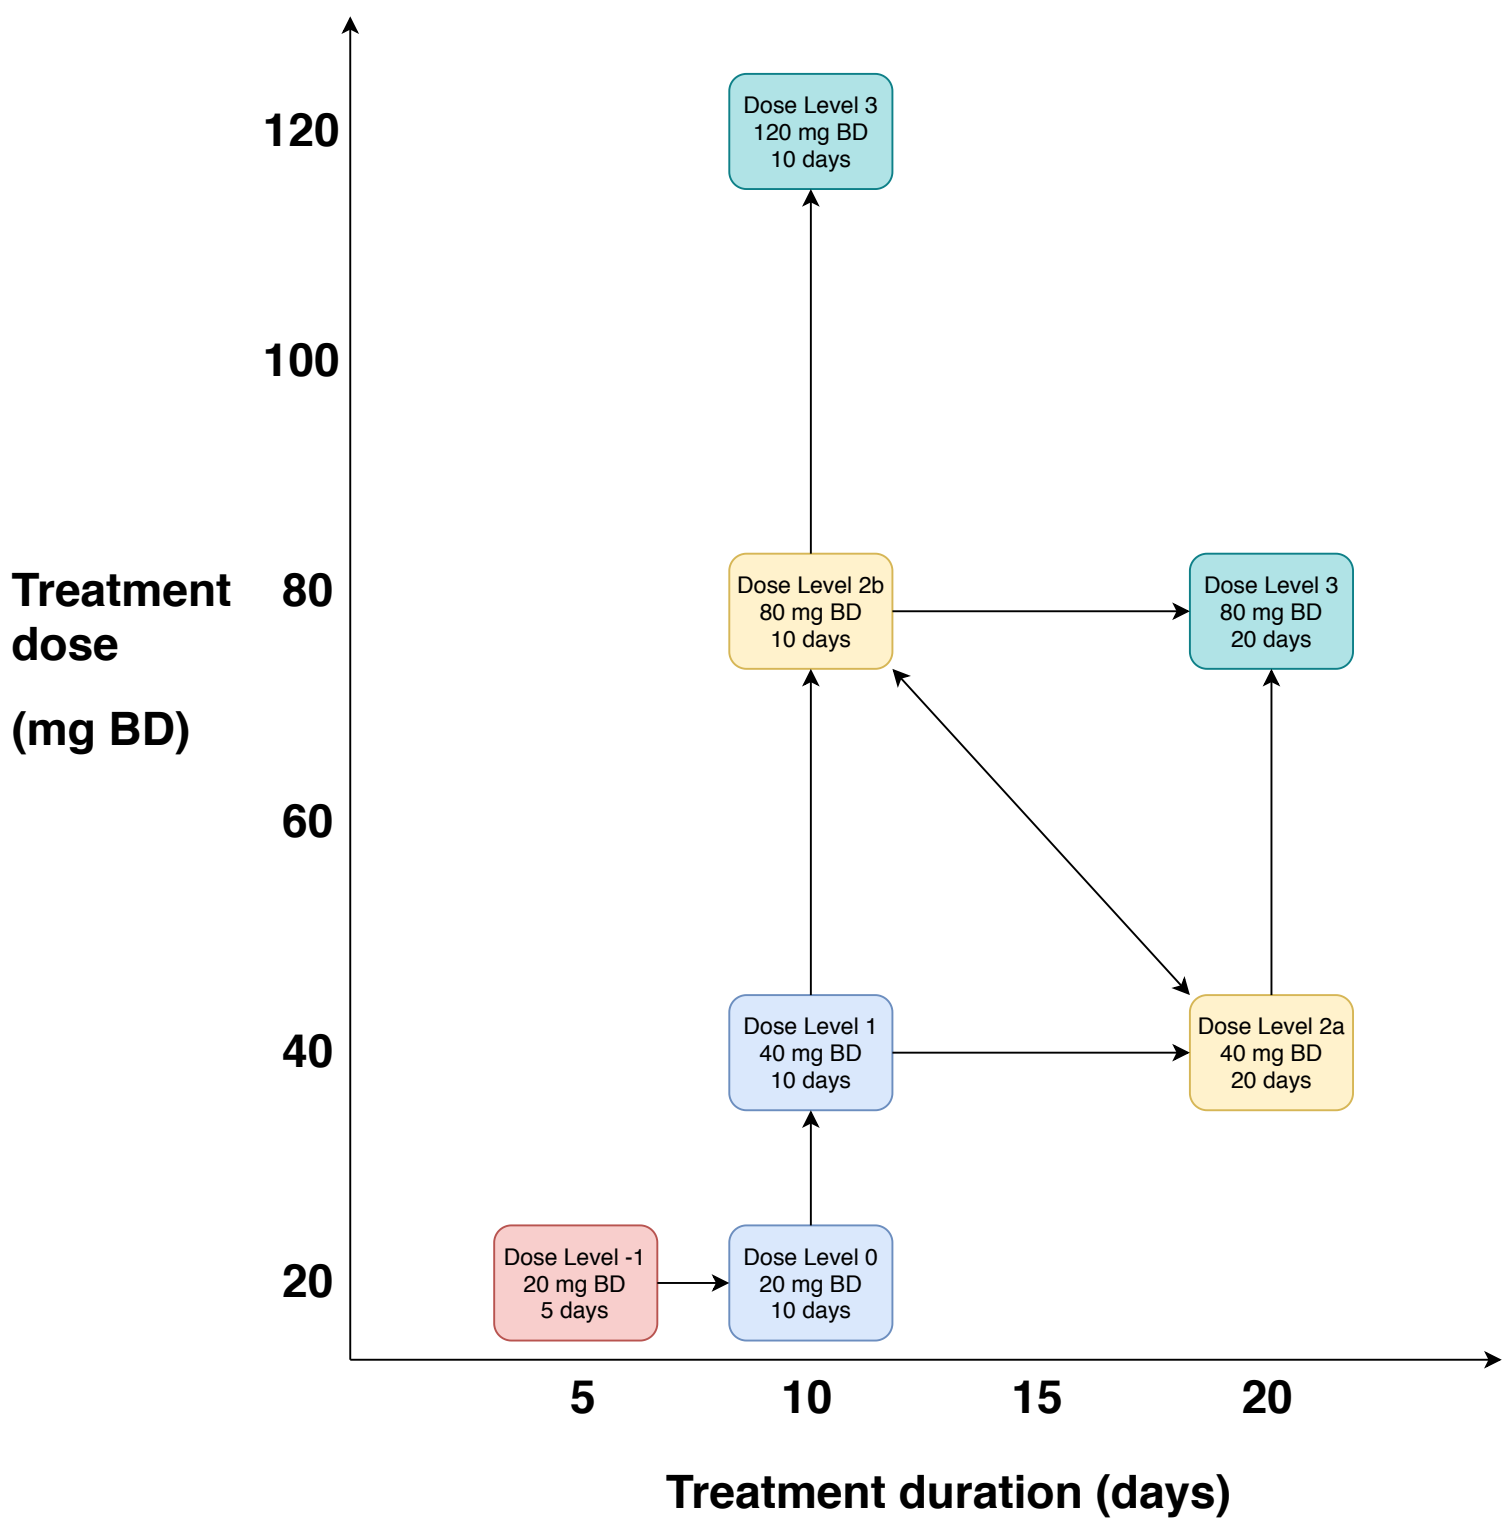 120
Dose Level 3
120 mg BD
10 days
100
Treatment
dose
(mg BD)
80
Dose Level 2b
80 mg BD
10 days
Dose Level 3
80 mg BD
20 days
60
40
Dose Level 1
40 mg BD
10 days
Dose Level 2a
40 mg BD
20 days
20
Dose Level -1
20 mg BD
5 days
Dose Level 0
20 mg BD
10 days
5
10
15
20
Treatment duration (days)